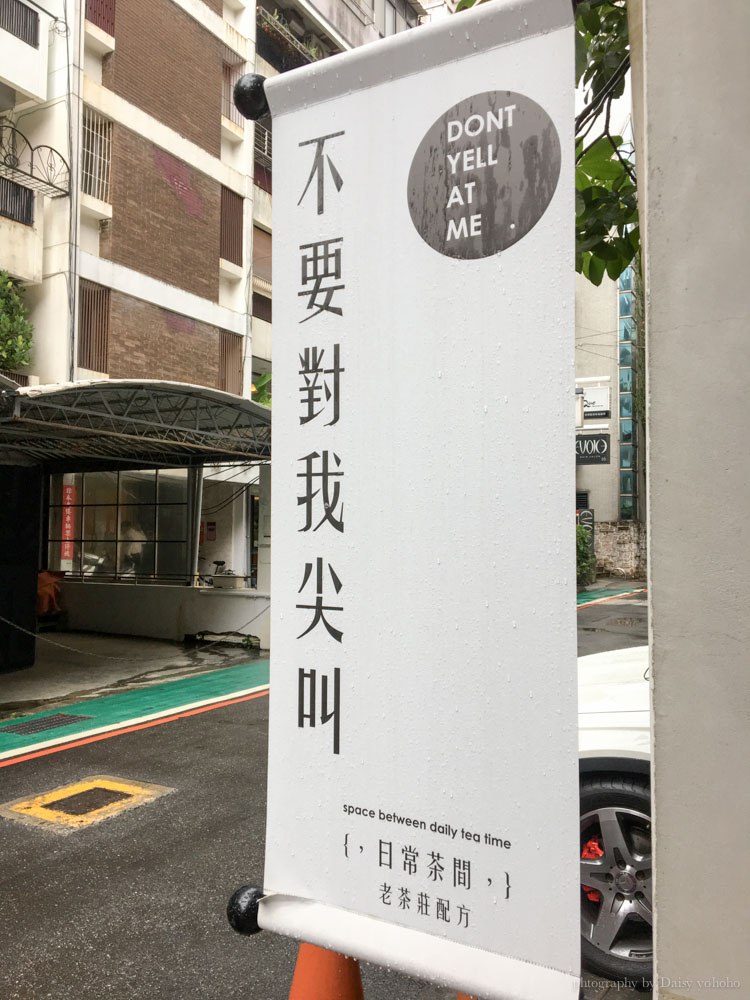 不要對我尖叫
DONT
YELL
AT
ME .
space between daily tea time
{ , 日常茶間 , }
老茶莊配方
photography by Daisy yohoho